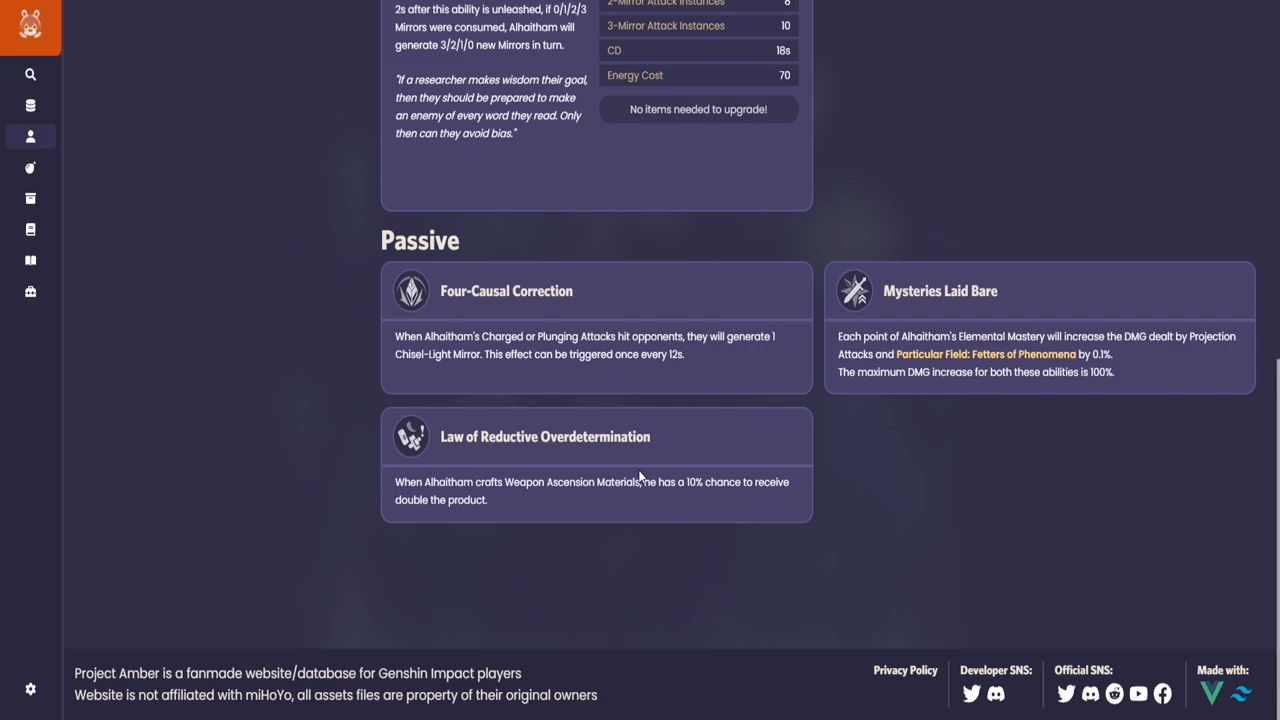 2s after this ability is unleashed, if 0/1/2/3
Mirrors were consumed, Alhaitham will
generate 3/2/1/0 new Mirrors in turn.
"If a researcher makes wisdom their goal,
then they should be prepared to make
an enemy of every word they read. Only
then can they avoid bias."
2-Mirror Attack Instances 8
3-Mirror Attack Instances 10
CD 18s
Energy Cost 70
No items needed to upgrade!
Passive
Four-Causal Correction
When Alhaitham's Charged or Plunging Attacks hit opponents, they will generate 1
Chisel-Light Mirror. This effect can be triggered once every 12s.
Mysteries Laid Bare
Each point of Alhaitham's Elemental Mastery will increase the DMG dealt by Projection
Attacks and Particular Field: Fetters of Phenomena by 0.1%.
The maximum DMG increase for both these abilities is 100%.
Law of Reductive Overdetermination
When Alhaitham crafts Weapon Ascension Materials, he has a 10% chance to receive
double the product.
Project Amber is a fanmade website/database for Genshin Impact players
Website is not affiliated with miHoYo, all assets files are property of their original owners
Privacy Policy
Developer SNS:
Official SNS:
Made with: